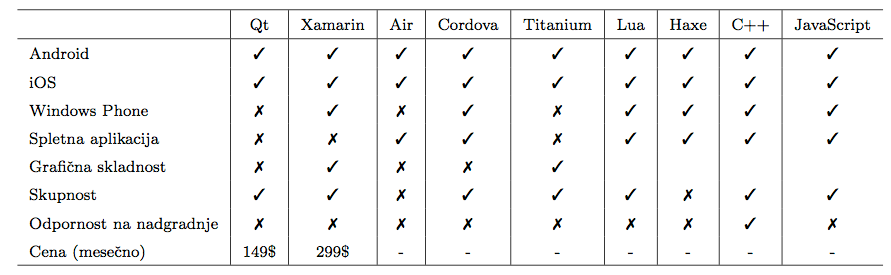 Qt Xamarin Air Cordova Titanium Lua Haxe C++ JavaScript
Android ✓ ✓ ✓ ✓ ✓ ✓ ✓ ✓ ✓
iOS ✓ ✓ ✓ ✓ ✓ ✓ ✓ ✓ ✓
Windows Phone ✗ ✓ ✗ ✓ ✗ ✓ ✓ ✓ ✓
Spletna aplikacija ✗ ✗ ✓ ✓ ✗ ✓ ✓ ✓ ✓
Grafična skladnost ✗ ✓ ✗ ✗ ✓
Skupnost ✓ ✓ ✗ ✓ ✓ ✓ ✗ ✓ ✓
Odpornost na nadgradnje ✗ ✗ ✗ ✗ ✗ ✗ ✗ ✓ ✗
Cena (mesečno) 149$ 299$ - - - - - - -